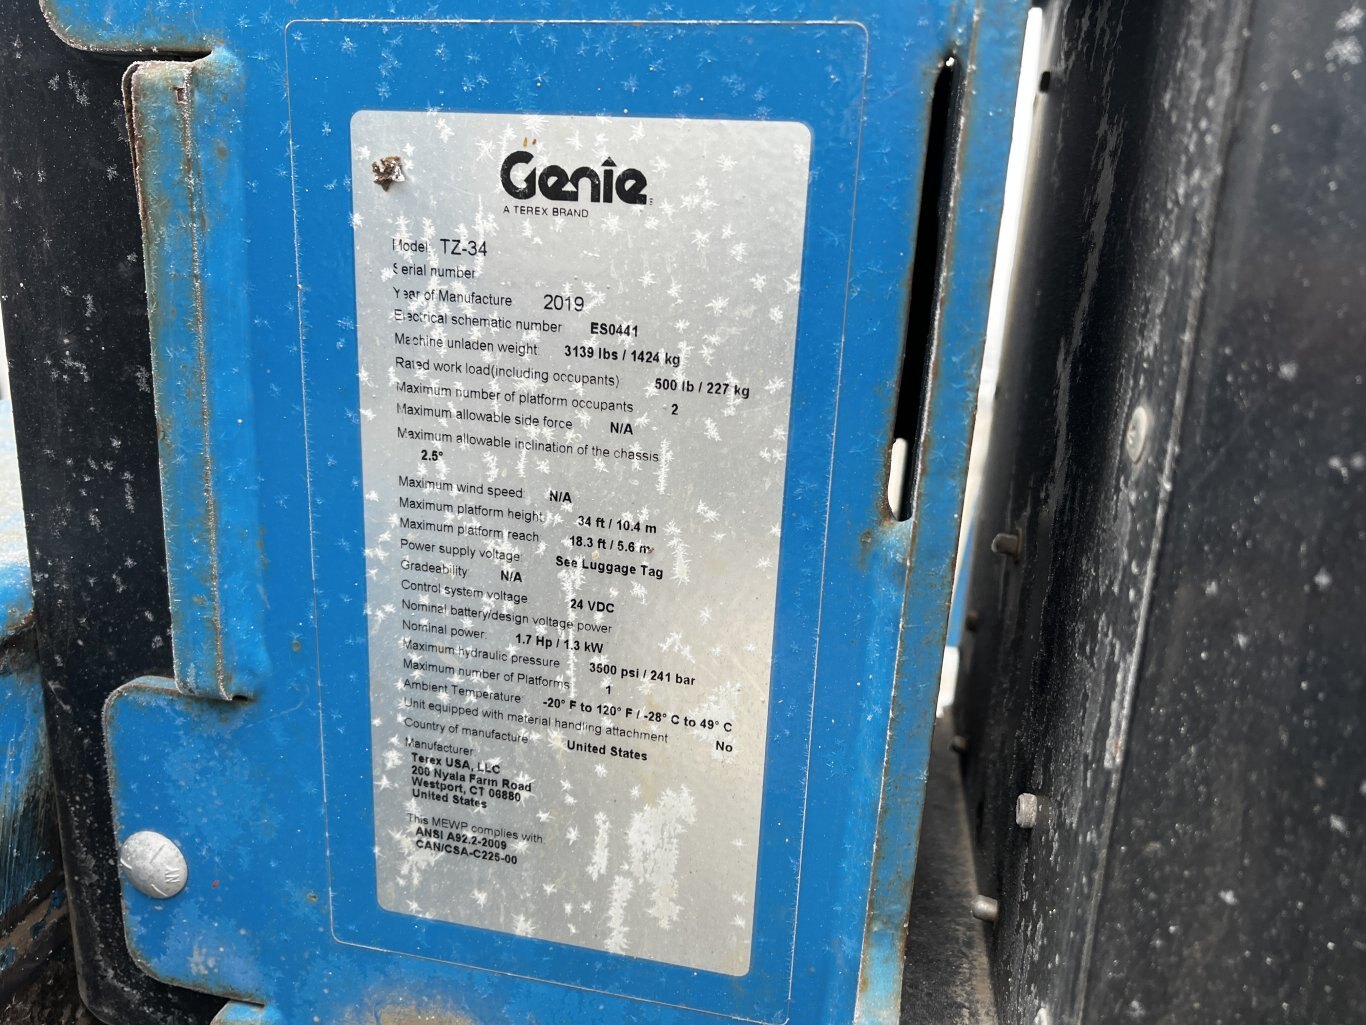 Genie
A TEREX BRAND
Model: TZ-34
Serial number
Year of Manufacture 2019
Electrical schematic number ES0441
Machine unladen weight: 3139 lbs / 1424 kg
Rated work load(including occupants) 500 lb / 227 kg
Maximum number of platform occupants 2
Maximum allowable side force N/A
Maximum allowable inclination of the chassis
2.5°
Maximum wind speed N/A
Maximum platform height 34 ft / 10.4 m
Maximum platform reach 18.3 ft / 5.6 m
Power supply voltage: See Luggage Tag
Gradeability N/A
Control system voltage 24 VDC
Nominal battery/design voltage power
Nominal power: 1.7 Hp / 1.3 kW
Maximum hydraulic pressure 3500 psi / 241 bar
Maximum number of Platforms 1
Ambient Temperature: -20° F to 120° F / -28° C to 49° C
Unit equipped with material handling attachment No
Country of manufacture United States
Manufacturer
Terex USA, LLC
200 Nyala Farm Road
Westport, CT 06880
United States
This MEWP complies with
ANSI A92.2-2009
CAN/CSA-C225-00